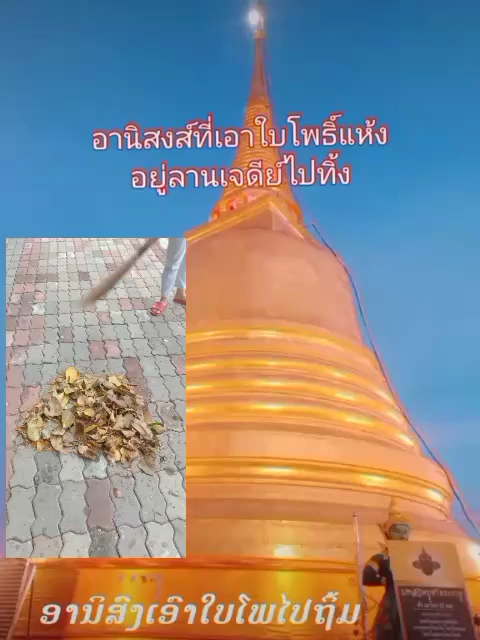 อานิสงส์ที่เอาใบโพธิ์แห้ง
อยู่ลานเจดีย์ไปทิ้ง
ອານິສົງເອົາໃບໂພໄປຖິ້ມ